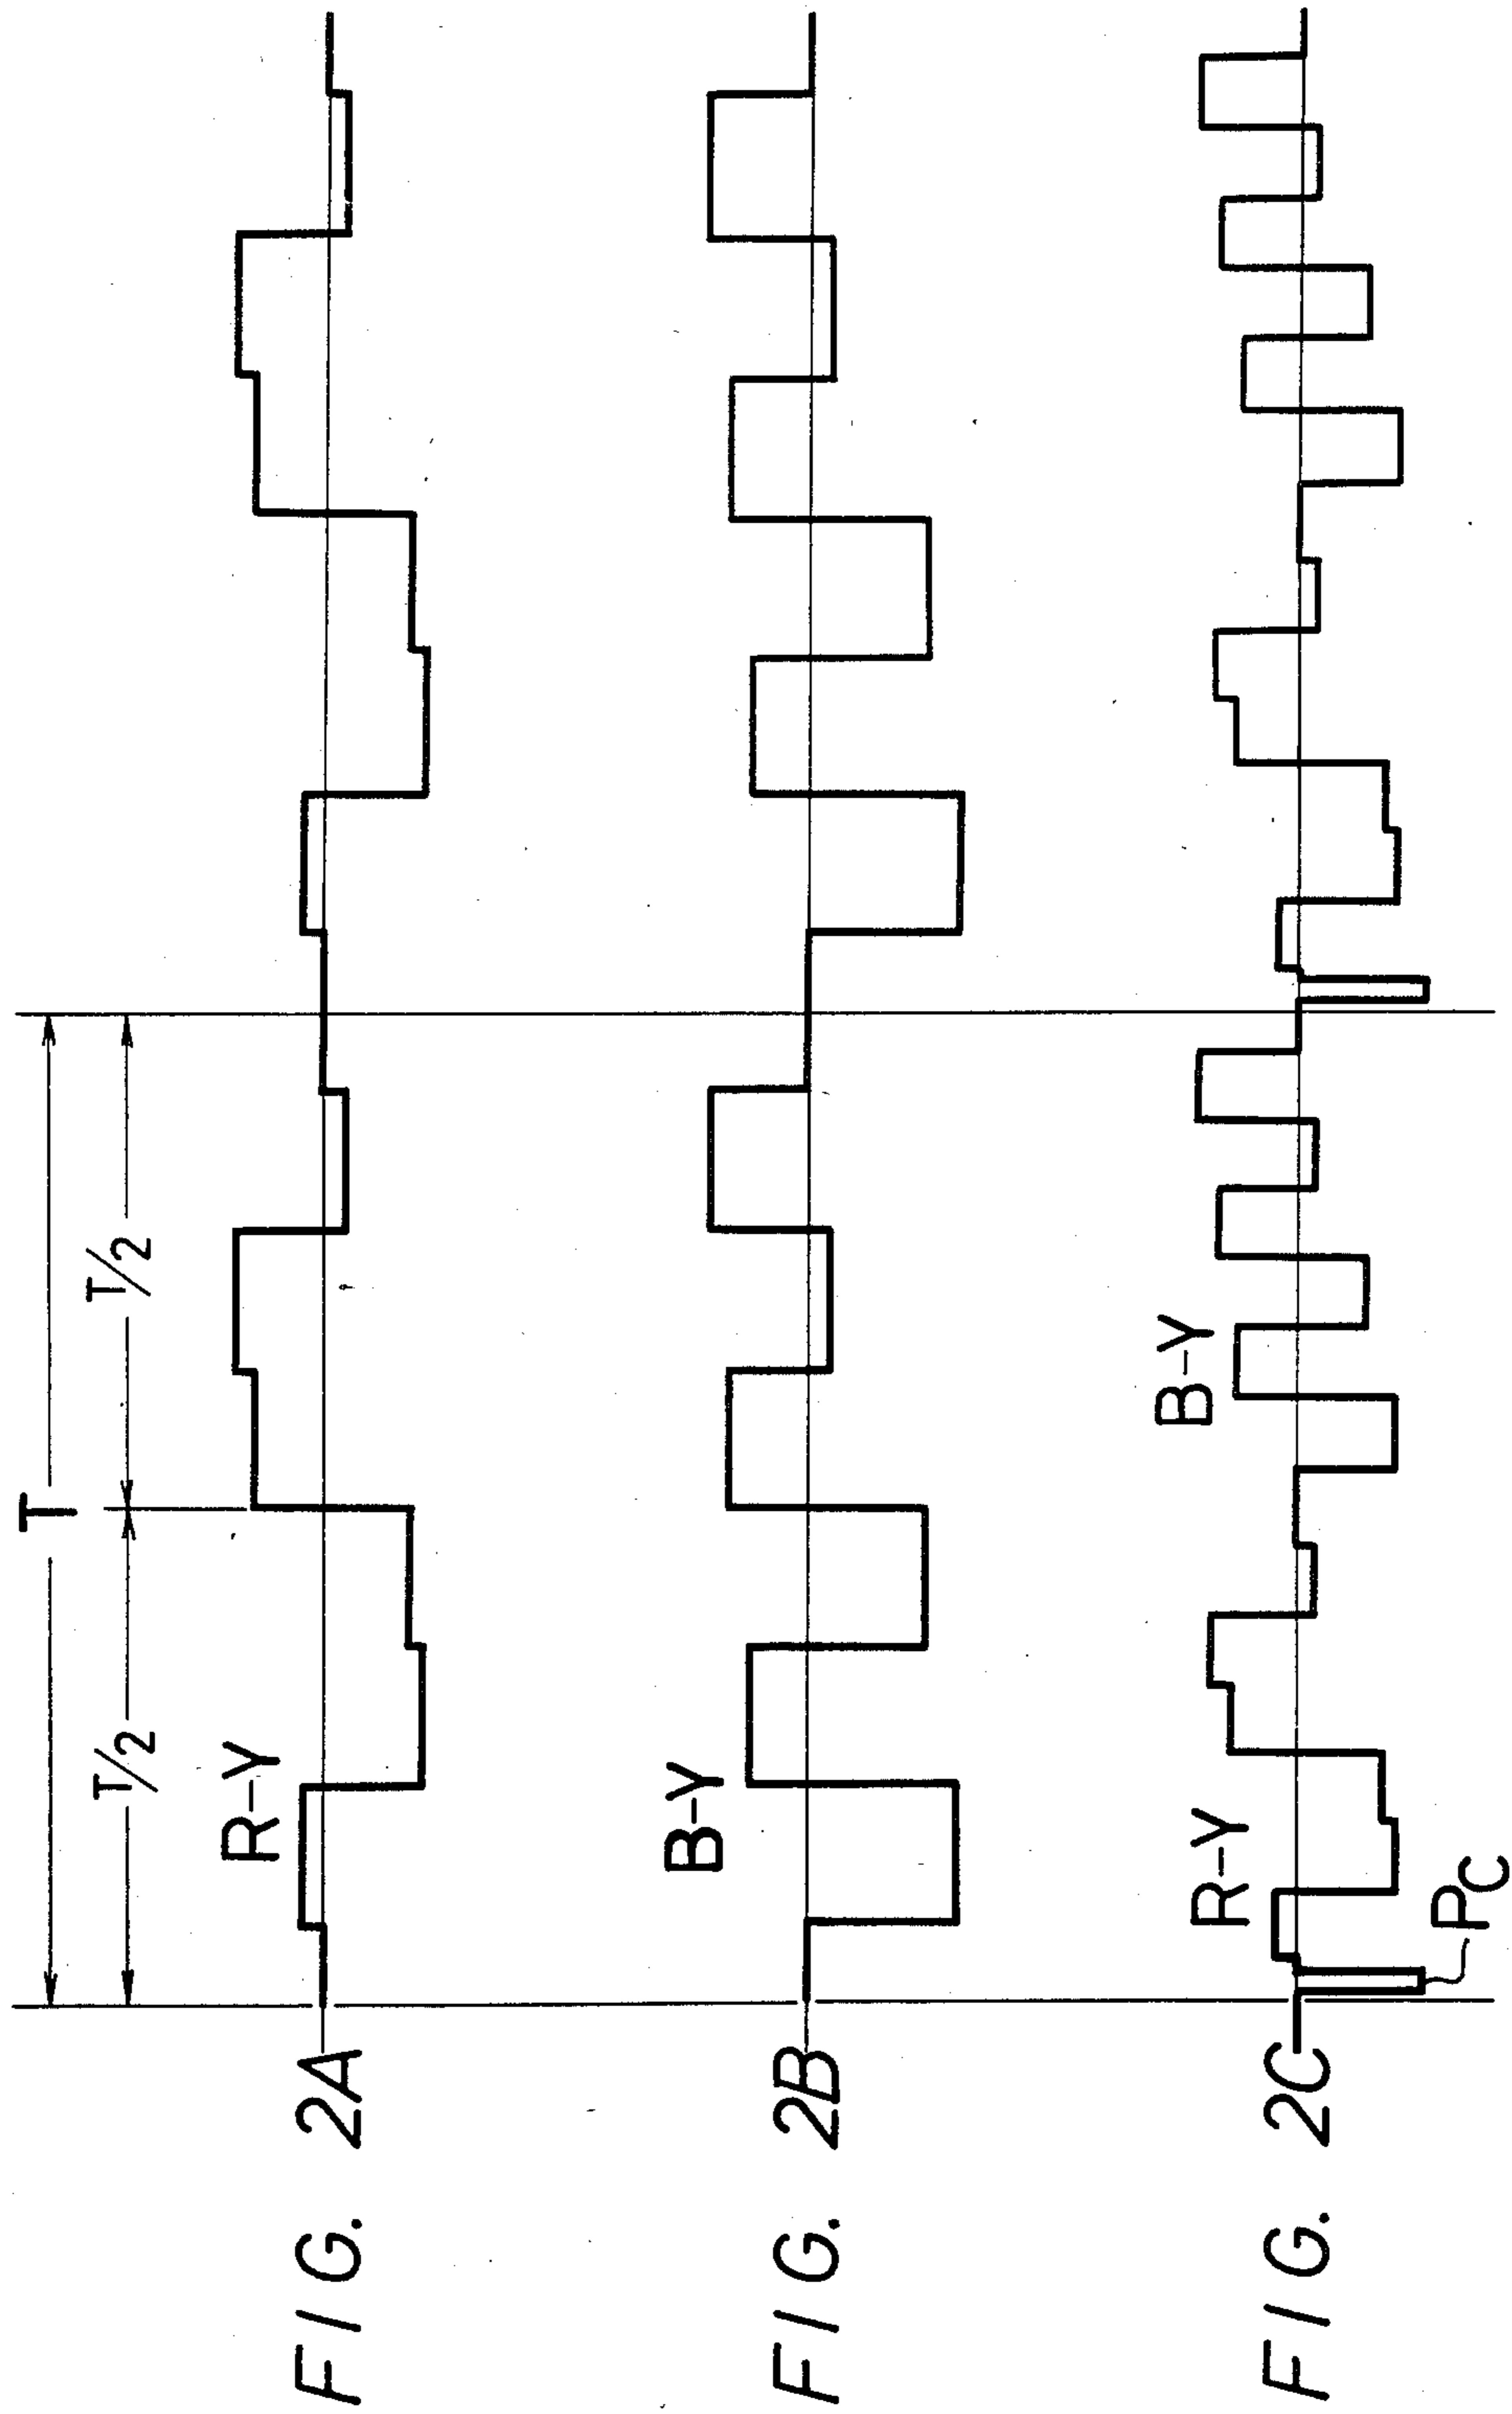 T
T/2 T/2
R-Y
FIG. 2A
B-Y
FIG. 2B
R-Y B-Y
FIG. 2C
PC